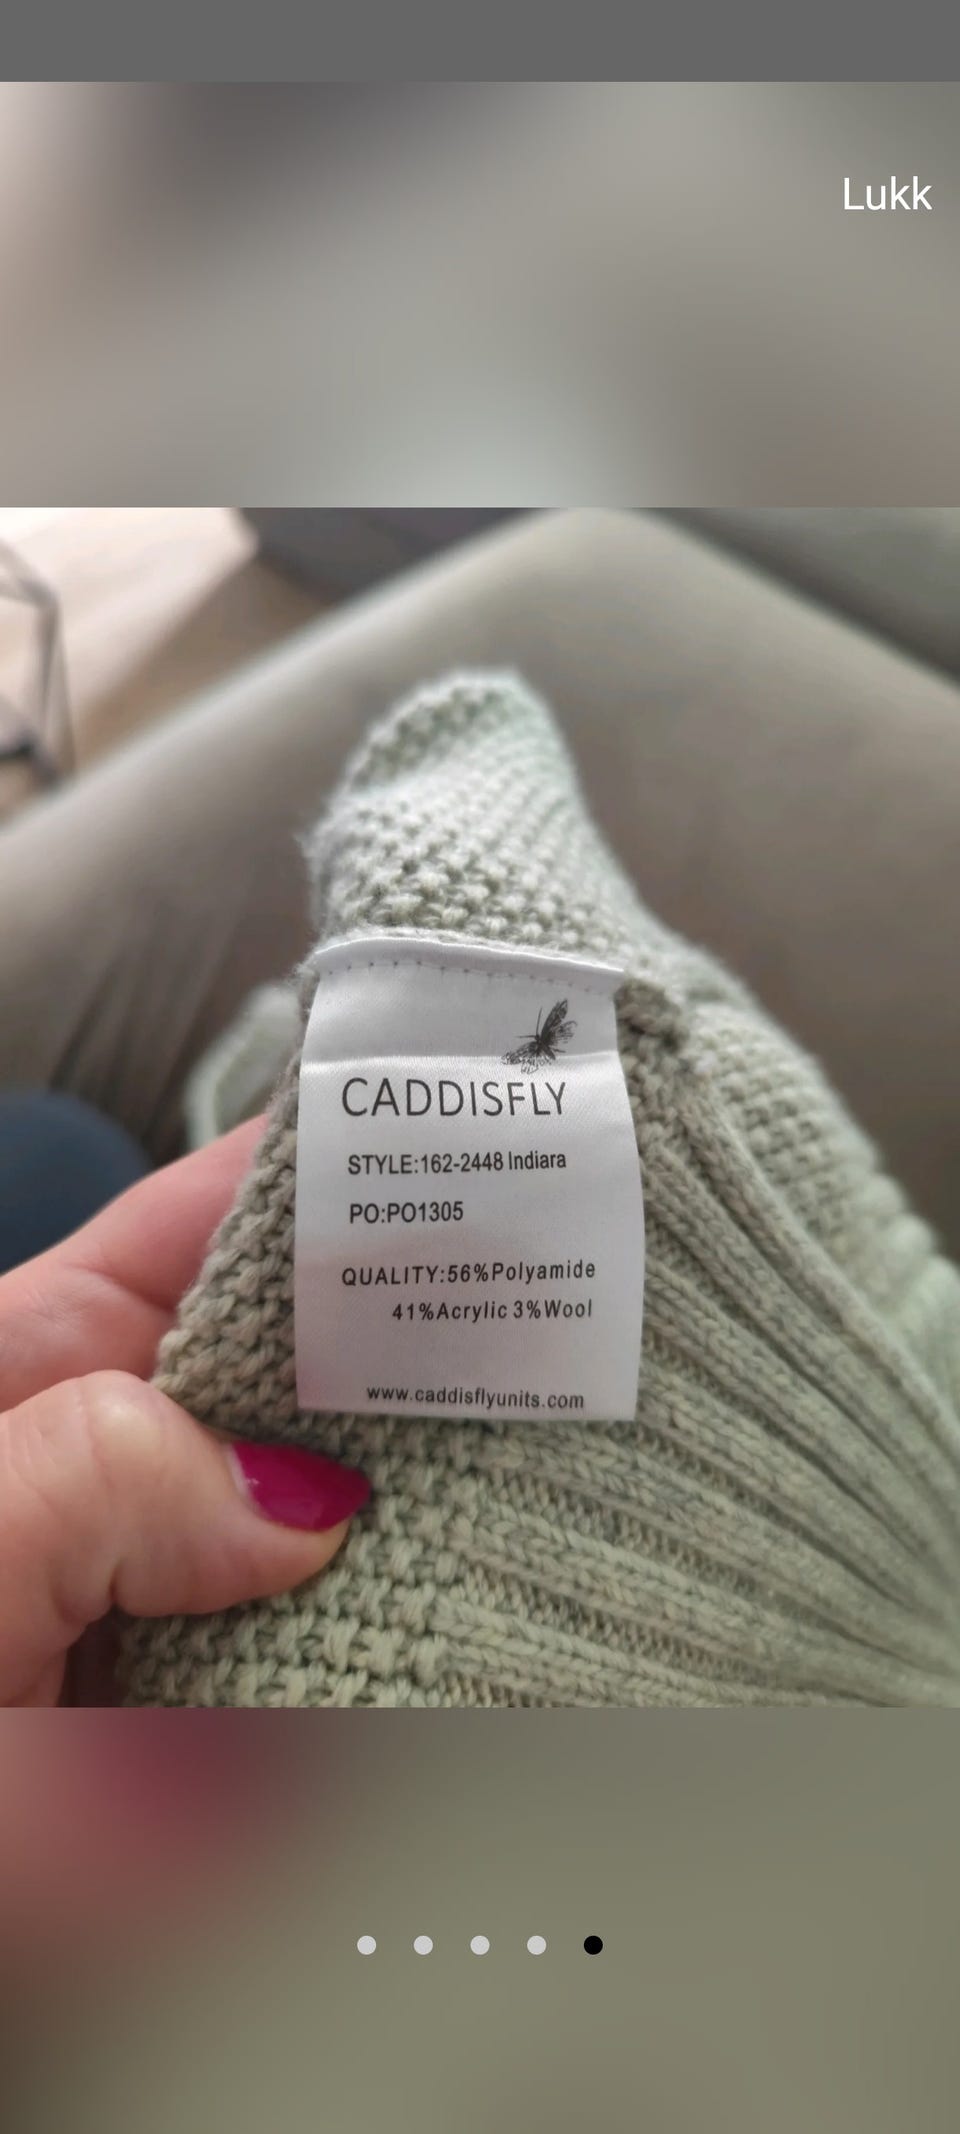 Lukk
CADDISFLY
STYLE:162-2448 Indiara
PO:PO1305
QUALITY:56%Polyamide
41%Acrylic 3%Wool
www.caddisflyunits.com